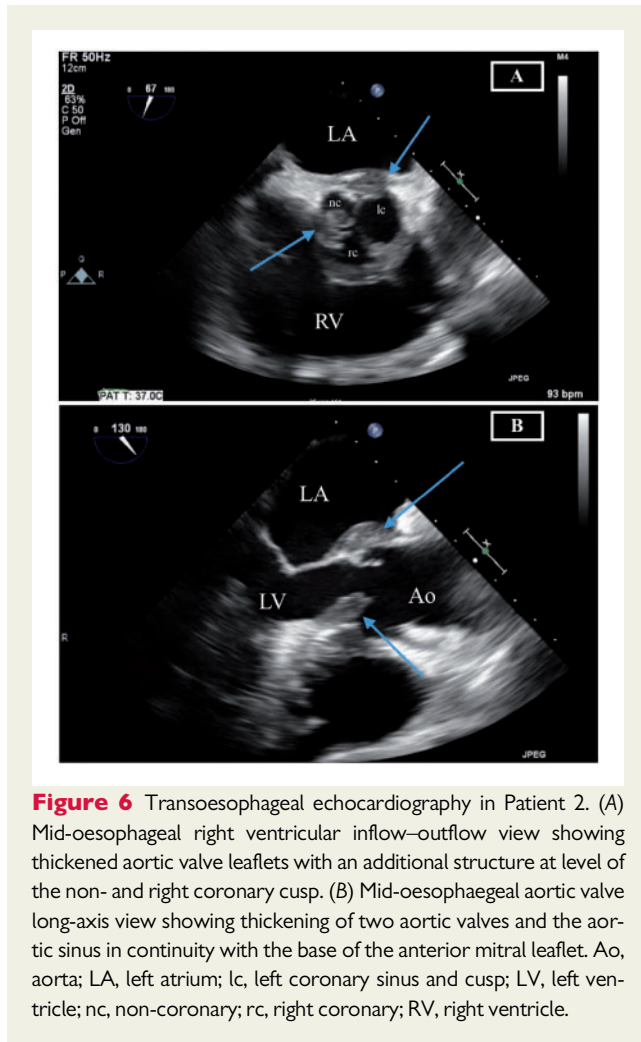 FR 50Hz
12cm
M4
A
2D
63%
C 50
P Off
Gen
0 67 180
LA
nc
lc
rc
G
P R
RV
JPEG
PAT T: 37.0C
93 bpm
0 130 180
B
LA
LV
Ao
R
JPEG
Figure 6 Transoesophageal echocardiography in Patient 2. (A)
Mid-oesophageal right ventricular inflow–outflow view showing
thickened aortic valve leaflets with an additional structure at level of
the non- and right coronary cusp. (B) Mid-oesophaegeal aortic valve
long-axis view showing thickening of two aortic valves and the aor-
tic sinus in continuity with the base of the anterior mitral leaflet. Ao,
aorta; LA, left atrium; lc, left coronary sinus and cusp; LV, left ven-
tricle; nc, non-coronary; rc, right coronary; RV, right ventricle.